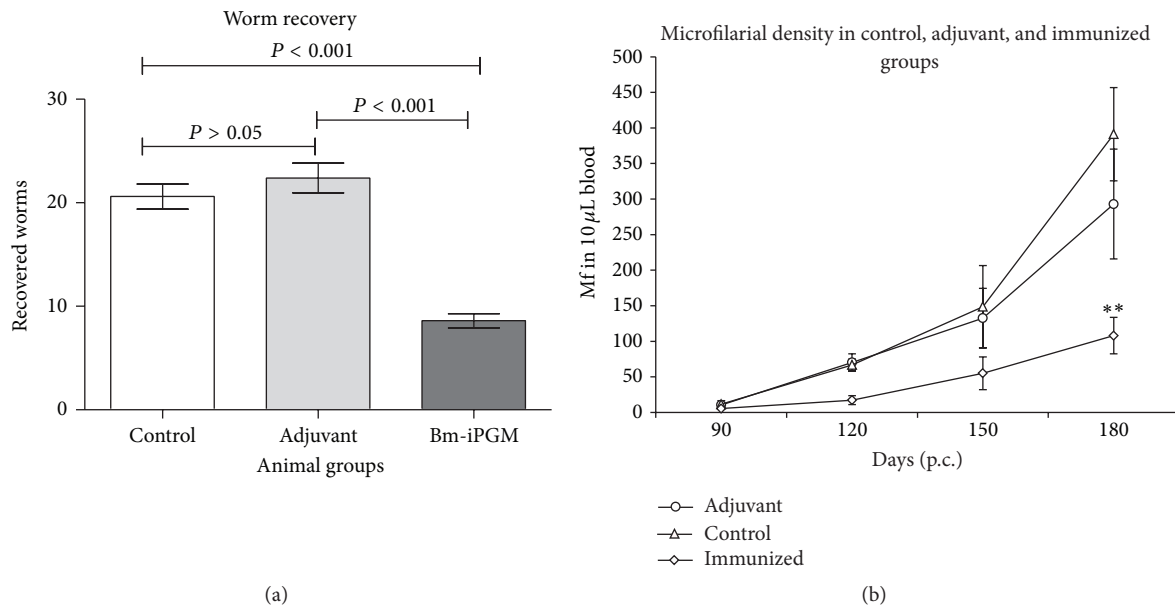 Worm recovery
P < 0.001
P < 0.001
P > 0.05
30
20
10
0
Recovered worms
Control
Adjuvant
Bm-iPGM
Animal groups
(a)
Microfilarial density in control, adjuvant, and immunized
groups
500
450
400
350
300
250
200
150
100
50
0
Mf in 10 μL blood
**
90
120
150
180
Days (p.c.)
Adjuvant
Control
Immunized
(b)